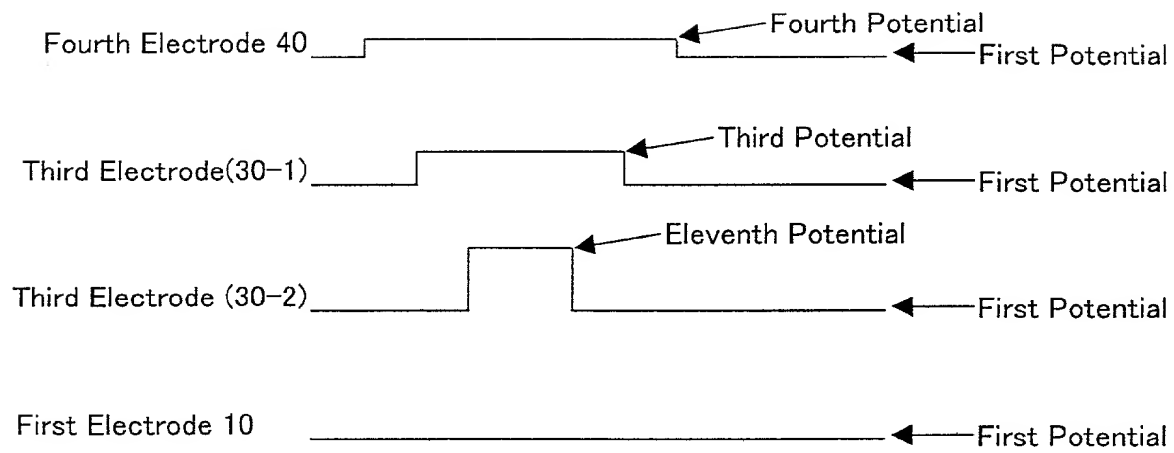 Fourth Potential
Fourth Electrode 40
First Potential
Third Potential
Third Electrode(30-1)
First Potential
Eleventh Potential
Third Electrode (30-2)
First Potential
First Electrode 10
First Potential